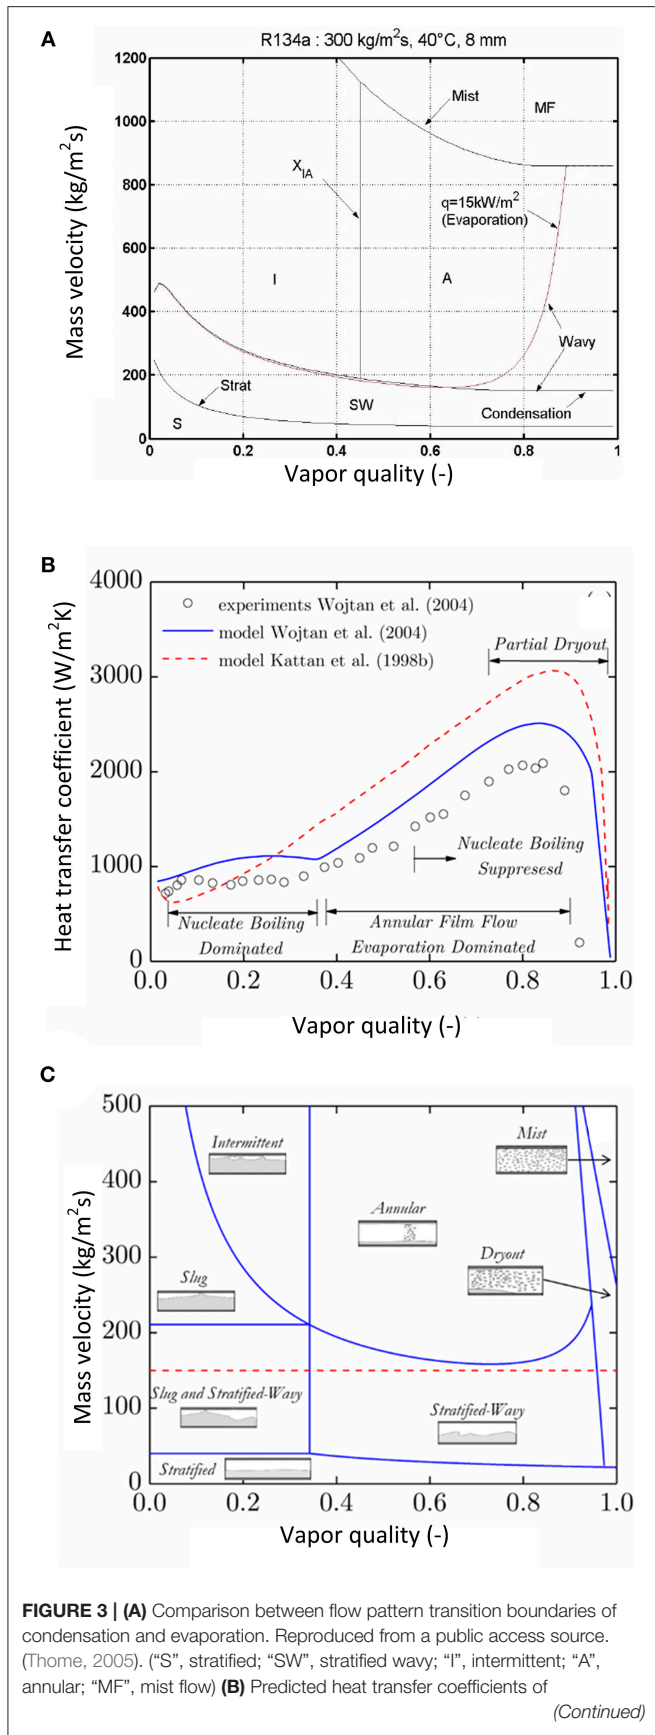 A
R134a : 300 kg/m²s, 40°C, 8 mm
1200
1000
800
600
400
200
0
Mass velocity (kg/m²s)
Mist
MF
X_IA
q=15kW/m²
(Evaporation)
I
A
Wavy
Strat
SW
Condensation
S
0 0.2 0.4 0.6 0.8 1
Vapor quality (-)
B
4000
3000
2000
1000
0
Heat transfer coefficient (W/m²K)
experiments Wojtan et al. (2004)
model Wojtan et al. (2004)
model Kattan et al. (1998b)
Partial Dryout
Nucleate Boiling
Suppresesd
Nucleate Boiling
Dominated
Annular Film Flow
Evaporation Dominated
0.0 0.2 0.4 0.6 0.8 1.0
Vapor quality (-)
C
500
400
300
200
100
0
Mass velocity (kg/m²s)
Intermittent
Mist
Annular
Dryout
Slug
Slug and Stratified-Wavy
Stratified-Wavy
Stratified
0.0 0.2 0.4 0.6 0.8 1.0
Vapor quality (-)
FIGURE 3 | (A) Comparison between flow pattern transition boundaries of
condensation and evaporation. Reproduced from a public access source.
(Thome, 2005). (“S”, stratified; “SW”, stratified wavy; “I”, intermittent; “A”,
annular; “MF”, mist flow) (B) Predicted heat transfer coefficients of
(Continued)